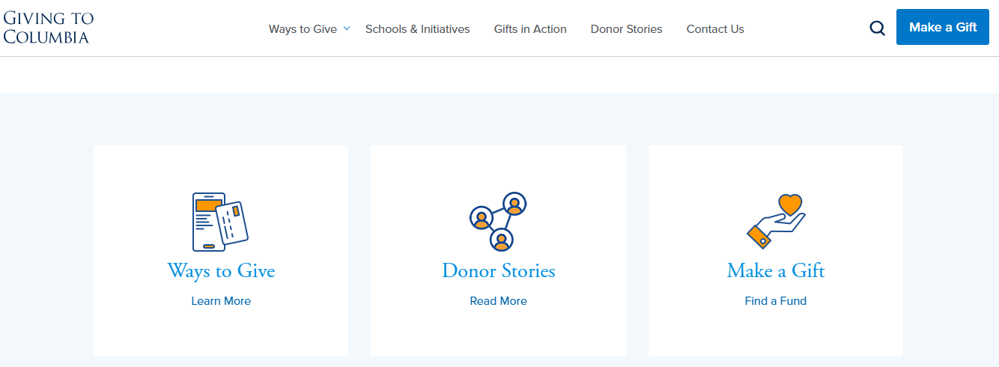 GIVING TO
COLUMBIA
Ways to Give
Schools & Initiatives
Gifts in Action
Donor Stories
Contact Us
Make a Gift
Ways to Give
Learn More
Donor Stories
Read More
Make a Gift
Find a Fund